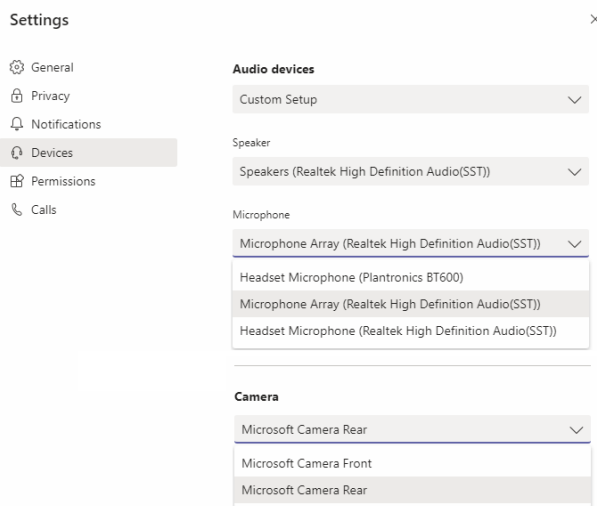 Settings
General
Privacy
Notifications
Devices
Permissions
Calls
Audio devices
Custom Setup
Speaker
Speakers (Realtek High Definition Audio(SST))
Microphone
Microphone Array (Realtek High Definition Audio(SST))
Headset Microphone (Plantronics BT600)
Microphone Array (Realtek High Definition Audio(SST))
Headset Microphone (Realtek High Definition Audio(SST))
Camera
Microsoft Camera Rear
Microsoft Camera Front
Microsoft Camera Rear